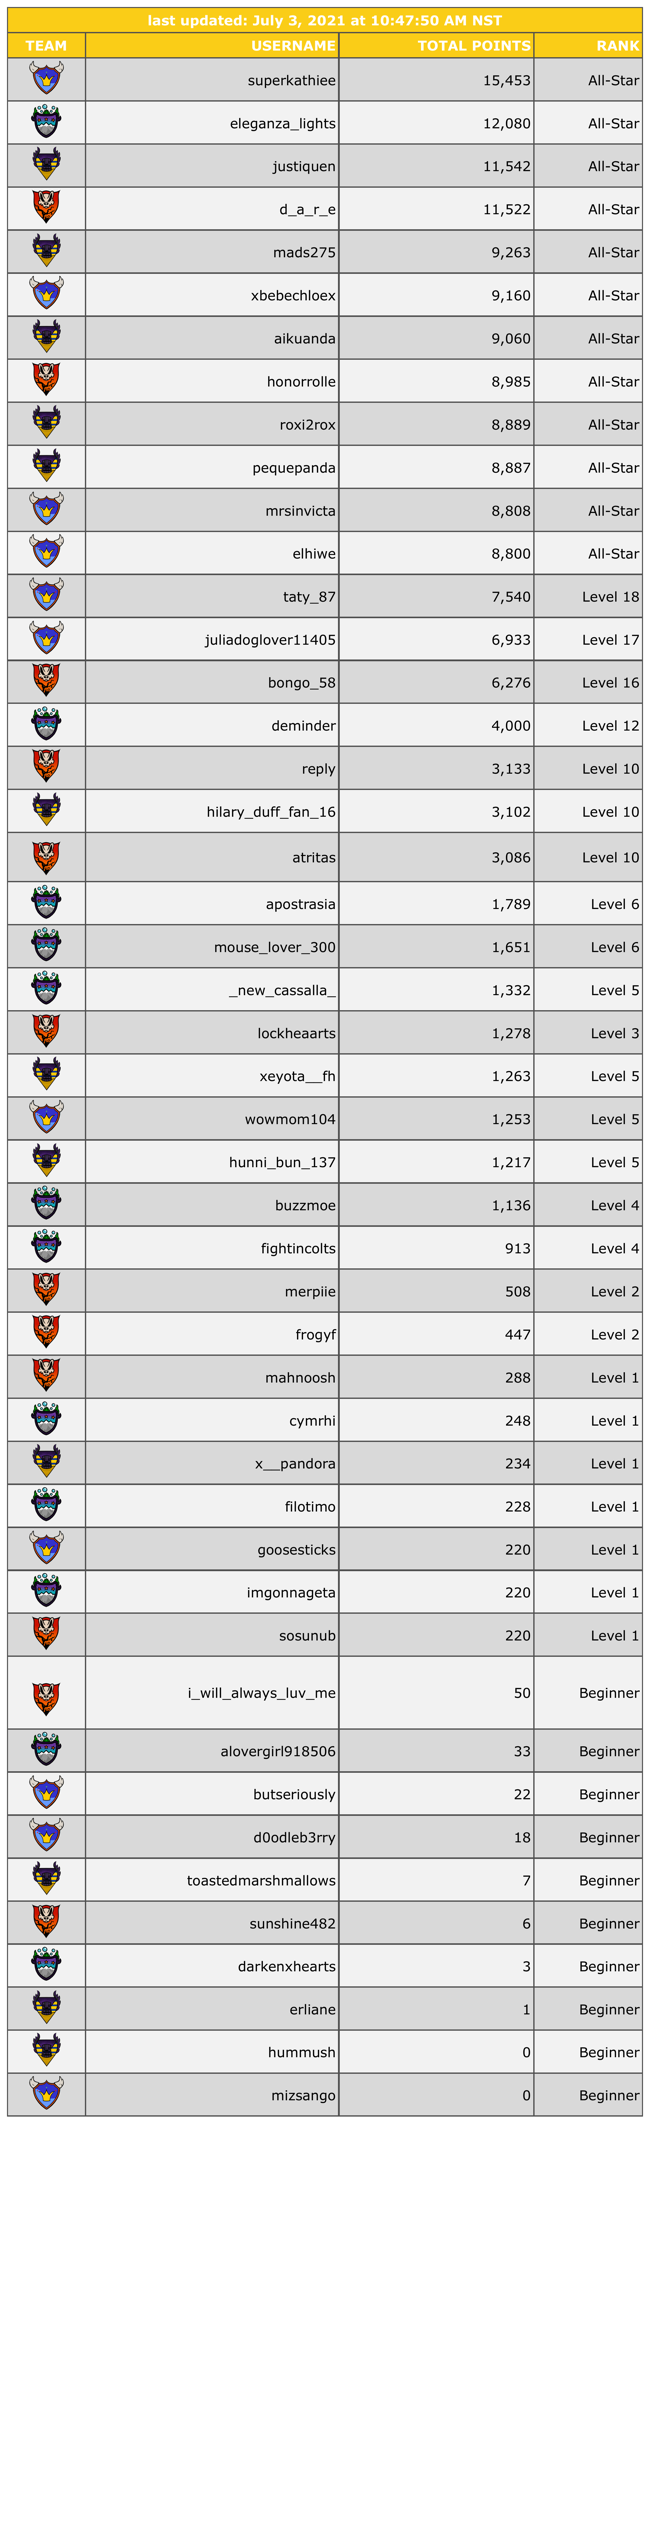 last updated: July 3, 2021 at 10:47:50 AM NST
TEAM USERNAME TOTAL POINTS RANK
superkathiee 15,453 All-Star
eleganza_lights 12,080 All-Star
justiquen 11,542 All-Star
d_a_r_e 11,522 All-Star
mads275 9,263 All-Star
xbebechloex 9,160 All-Star
aikuanda 9,060 All-Star
honorrolle 8,985 All-Star
roxi2rox 8,889 All-Star
pequepanda 8,887 All-Star
mrsinvicta 8,808 All-Star
elhiwe 8,800 All-Star
taty_87 7,540 Level 18
juliadoglover11405 6,933 Level 17
bongo_58 6,276 Level 16
deminder 4,000 Level 12
reply 3,133 Level 10
hilary_duff_fan_16 3,102 Level 10
atritas 3,086 Level 10
apostrasia 1,789 Level 6
mouse_lover_300 1,651 Level 6
_new_cassalla_ 1,332 Level 5
lockheaarts 1,278 Level 3
xeyota__fh 1,263 Level 5
wowmom104 1,253 Level 5
hunni_bun_137 1,217 Level 5
buzzmoe 1,136 Level 4
fightincolts 913 Level 4
merpiie 508 Level 2
frogyf 447 Level 2
mahnoosh 288 Level 1
cymrhi 248 Level 1
x__pandora 234 Level 1
filotimo 228 Level 1
goosesticks 220 Level 1
imgonnageta 220 Level 1
sosunub 220 Level 1
i_will_always_luv_me 50 Beginner
alovergirl918506 33 Beginner
butseriously 22 Beginner
d0odleb3rry 18 Beginner
toastedmarshmallows 7 Beginner
sunshine482 6 Beginner
darkenxhearts 3 Beginner
erliane 1 Beginner
hummush 0 Beginner
mizsango 0 Beginner